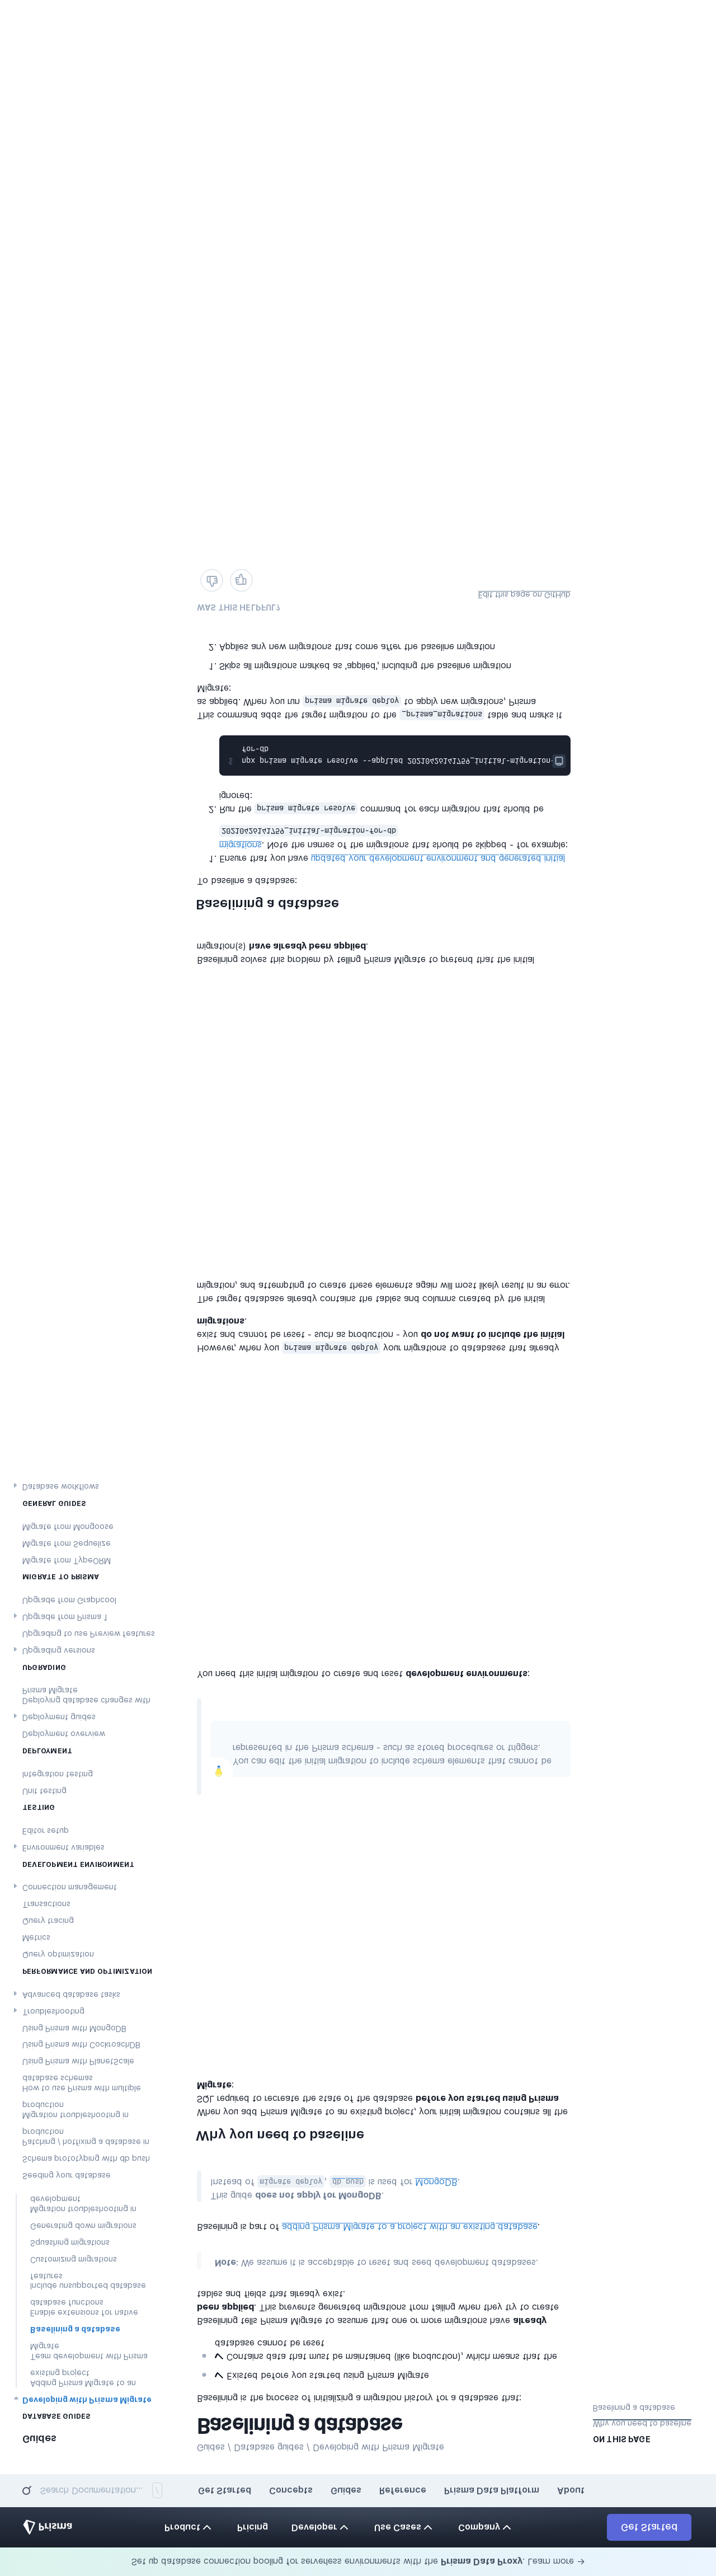 Set up database connection pooling for serverless environments with the Prisma Data Proxy. Learn more →
Prisma
Product
Pricing
Developer
Use Cases
Company
Get Started
Search Documentation...
/
Get Started
Concepts
Guides
Reference
Prisma Data Platform
About
Guides
DATABASE GUIDES
Developing with Prisma Migrate
Adding Prisma Migrate to an
existing project
Team development with Prisma
Migrate
Baselining a database
Enable extensions for native
database functions
Include unsupported database
features
Customizing migrations
Squashing migrations
Generating down migrations
Migration troubleshooting in
development
Seeding your database
Schema prototyping with db push
Patching / hotfixing a database in
production
Migration troubleshooting in
production
How to use Prisma with multiple
database schemas
Using Prisma with PlanetScale
Using Prisma with CockroachDB
Using Prisma with MongoDB
Troubleshooting
Advanced database tasks
PERFORMANCE AND OPTIMIZATION
Query optimization
Metrics
Query tracing
Transactions
Connection management
DEVELOPMENT ENVIRONMENT
Environment variables
Editor setup
TESTING
Unit testing
Integration testing
DEPLOYMENT
Deployment overview
Deployment guides
Deploying database changes with
Prisma Migrate
UPGRADING
Upgrading versions
Upgrading to use Preview features
Upgrade from Prisma 1
Upgrade from Graphcool
MIGRATE TO PRISMA
Migrate from TypeORM
Migrate from Sequelize
Migrate from Mongoose
GENERAL GUIDES
Database workflows
Guides / Database guides / Developing with Prisma Migrate
Baselining a database
Baselining is the process of initializing a migration history for a database that:
✔ Existed before you started using Prisma Migrate
✔ Contains data that must be maintained (like production), which means that the
database cannot be reset
Baselining tells Prisma Migrate to assume that one or more migrations have already
been applied. This prevents generated migrations from failing when they try to create
tables and fields that already exist.
Note: We assume it is acceptable to reset and seed development databases.
Baselining is part of adding Prisma Migrate to a project with an existing database.
This guide does not apply for MongoDB.
Instead of migrate deploy, db push is used for MongoDB.
Why you need to baseline
When you add Prisma Migrate to an existing project, your initial migration contains all the
SQL required to recreate the state of the database before you started using Prisma
Migrate:
You can edit the initial migration to include schema elements that cannot be
represented in the Prisma schema - such as stored procedures or triggers.
You need this initial migration to create and reset development environments:
However, when you prisma migrate deploy your migrations to databases that already
exist and cannot be reset - such as production - you do not want to include the initial
migrations.
The target database already contains the tables and columns created by the initial
migration, and attempting to create these elements again will most likely result in an error.
Baselining solves this problem by telling Prisma Migrate to pretend that the initial
migration(s) have already been applied.
Baselining a database
To baseline a database:
1. Ensure that you have updated your development environment and generated initial
migrations. Note the names of the migrations that should be skipped - for example:
20210426141759_initial-migration-for-db
2. Run the prisma migrate resolve command for each migration that should be
ignored:
npx prisma migrate resolve --applied 20210426141759_initial-migration-
for-db
This command adds the target migration to the _prisma_migrations table and marks it
as applied. When you run prisma migrate deploy to apply new migrations, Prisma
Migrate:
1. Skips all migrations marked as 'applied', including the baseline migration
2. Applies any new migrations that come after the baseline migration
WAS THIS HELPFUL?
Edit this page on GitHub
ON THIS PAGE
Why you need to baseline
Baselining a database